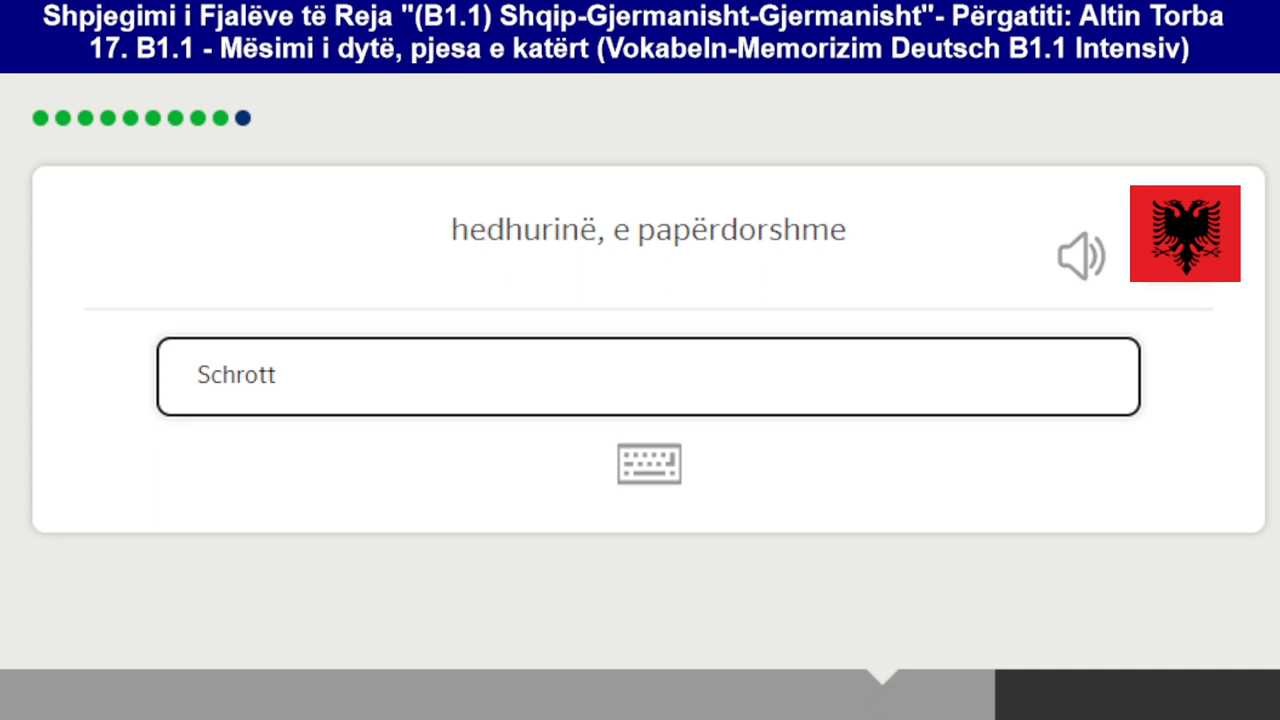 Shpjegimi i Fjalëve të Reja "(B1.1) Shqip-Gjermanisht-Gjermanisht"- Përgatiti: Altin Torba
17. B1.1 - Mësimi i dytë, pjesa e katërt (Vokabeln-Memorizim Deutsch B1.1 Intensiv)
hedhurinë, e papërdorshme
Schrott